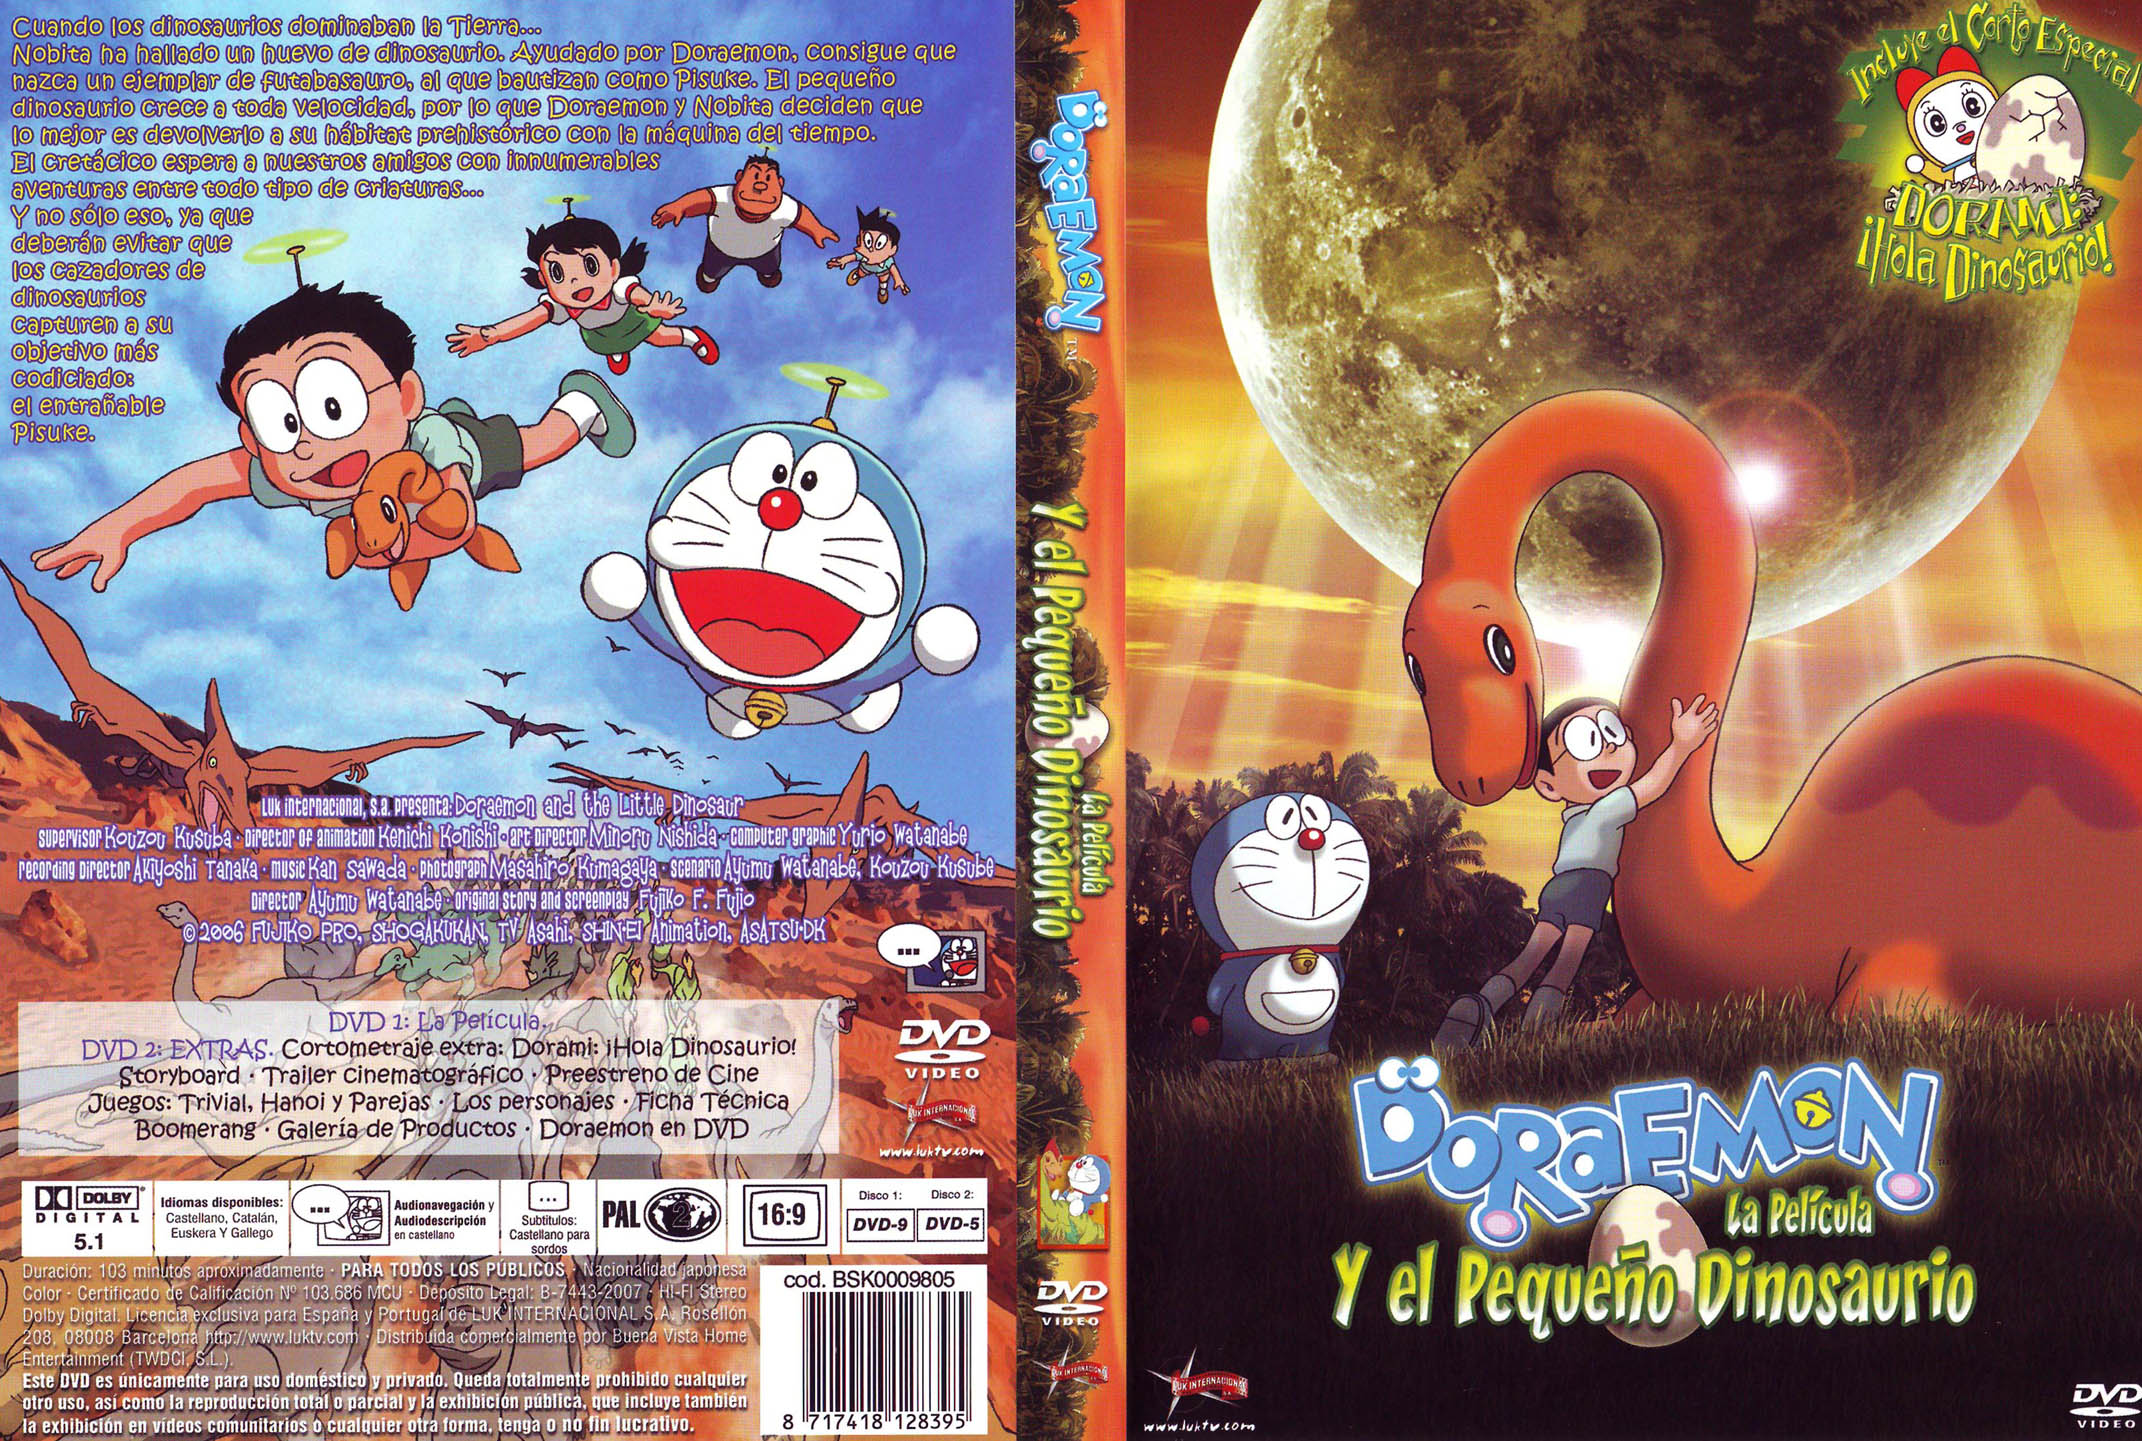 Cuando los dinosaurios dominaban la Tierra...
Nobita ha hallado un huevo de dinosaurio. Ayudado por Doraemon, consigue que
nazca un ejemplar de futabasauro, al que bautizan como Pisuke. El pequeño
dinosaurio crece a toda velocidad, por lo que Doraemon y Nobita deciden que
lo mejor es devolverlo a su hábitat prehistórico con la máquina del tiempo.
El cretácico espera a nuestros amigos con innumerables
aventuras entre todo tipo de criaturas...
Y no sólo eso, ya que
deberán evitar que
los cazadores de
dinosaurios
capturen a su
objetivo más
codiciado:
el entrañable
Pisuke.
Luk internacional, s.a. presenta: Doraemon and the Little Dinosaur
supervisor Kouzou Kusuba · Director of animation Kenichi Konishi · art Director Minoru Nishida · computer graphic Yurio Watanabe
recording Director Akiyoshi Tanaka · music Kan Sawada · photograph Masahiro Kumagaya · scenario Ayumu Watanabe, Kouzou Kusube
Director Ayumu Watanabe · original story and screenplay Fujiko F. Fujio
©2006 FUJIKO PRO, SHOGAKUKAN, TV Asahi, SHIN-EI Animation, ASATSU-DK
...
DVD 1: La Película.
DVD 2: EXTRAS. Cortometraje extra: Dorami: ¡Hola Dinosaurio!
Storyboard · Trailer cinematográfico · Preestreno de Cine
Juegos: Trivial, Hanoi y Parejas · Los personajes · Ficha Técnica
Boomerang · Galería de Productos · Doraemon en DVD
DVD
VIDEO
LUK INTERNACIONAL
www.luktv.com
DOLBY
DIGITAL
5.1
Idiomas disponibles:
Castellano, Catalán,
Euskera Y Gallego
...
Audionavegación y
Audiodescripción
en castellano
...
Subtítulos:
Castellano para
sordos
PAL 2
16:9
Disco 1: Disco 2:
DVD-9 DVD-5
Duración: 103 minutos aproximadamente · PARA TODOS LOS PÚBLICOS · Nacionalidad japonesa
Color · Certificado de Calificación Nº 103.686 MCU · Depósito Legal: B-7443-2007 · HI-FI Stereo
Dolby Digital. Licencia exclusiva para España y Portugal de LUK INTERNACIONAL S.A. Rosellón
208, 08008 Barcelona http://www.luktv.com · Distribuida comercialmente por Buena Vista Home
Entertainment (TWDCI, S.L.).
Este DVD es únicamente para uso doméstico y privado. Queda totalmente prohibido cualquier
otro uso, así como la reproducción total o parcial y la exhibición pública, que incluye también
la exhibición en vídeos comunitarios o cualquier otra forma, tenga o no fin lucrativo.
cod. BSK0009805
8 717418 128395
DORAEMON TM
Y el Pequeño Dinosaurio
La Película
DVD
VIDEO
LUK INTERNACIONAL
Incluye el Corto Especial
DORAMI:
¡Hola Dinosaurio!
DORAEMON
La Película
Y el Pequeño Dinosaurio
LUK INTERNACIONAL
S.A.
www.luktv.com
DVD
VIDEO